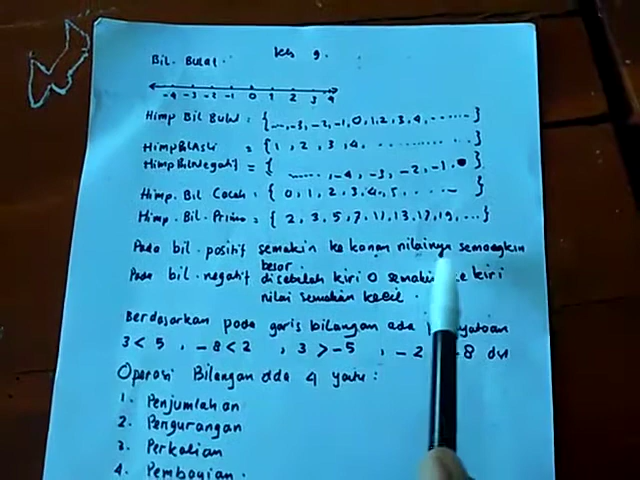 Bil. Bulat. kls 9.
-4 -3 -2 -1 0 1 2 3 4
Himp Bil Bulat = {..., -3, -2, -1, 0, 1, 2, 3, 4, ......}
Himp Bil Asli = {1, 2, 3, 4, ............}
Himp Bil Negatif = {......, -4, -3, -2, -1.}
Himp. Bil Cacah = {0, 1, 2, 3, 4, 5, ....}
Himp. Bil. Prima = {2, 3, 5, 7, 11, 13, 17, 19, ...}
Pada bil. positif semakin ke kanan nilainya semangkin
besar.
Pada bil. negatif disebelah kiri 0 semakin ke kiri
nilai semakin kecil.
Berdasarkan pada garis bilangan ada
3 < 5 , -8 < 2 , 3 > -5 , -2 -8 dst
Operasi Bilangan ada 4 yaitu :
1. Penjumlahan
2. Pengurangan
3. Perkalian
4. Pembagian.